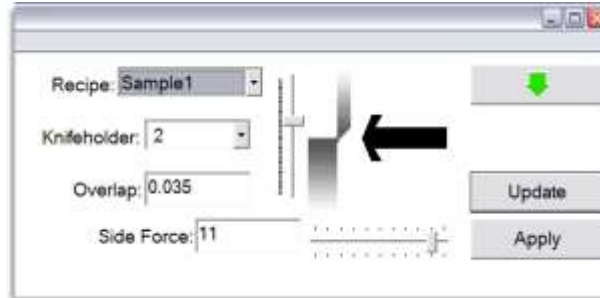 Recipe: Sample1
Knifeholder: 2
Overlap: 0.035
Update
Side Force: 11
Apply